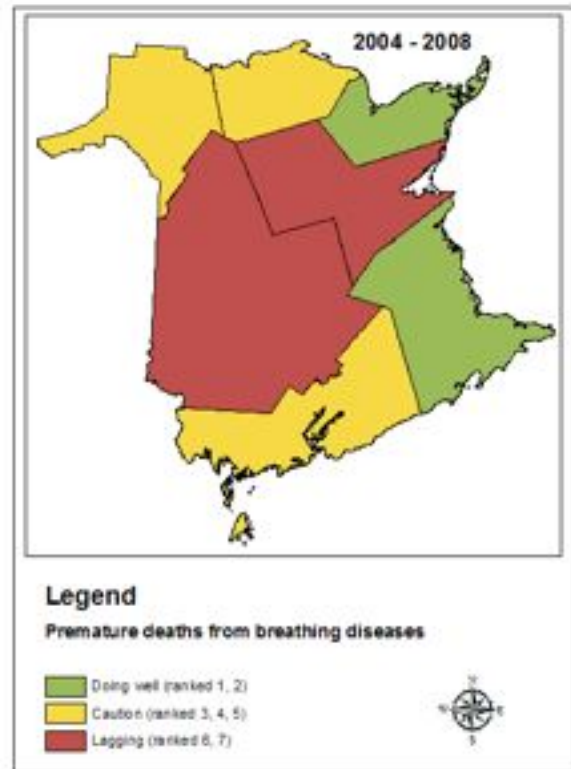 2004 - 2008
Legend
Premature deaths from breathing diseases
Doing well (ranked 1, 2)
Caution (ranked 3, 4, 5)
Lagging (ranked 6, 7)
E
S